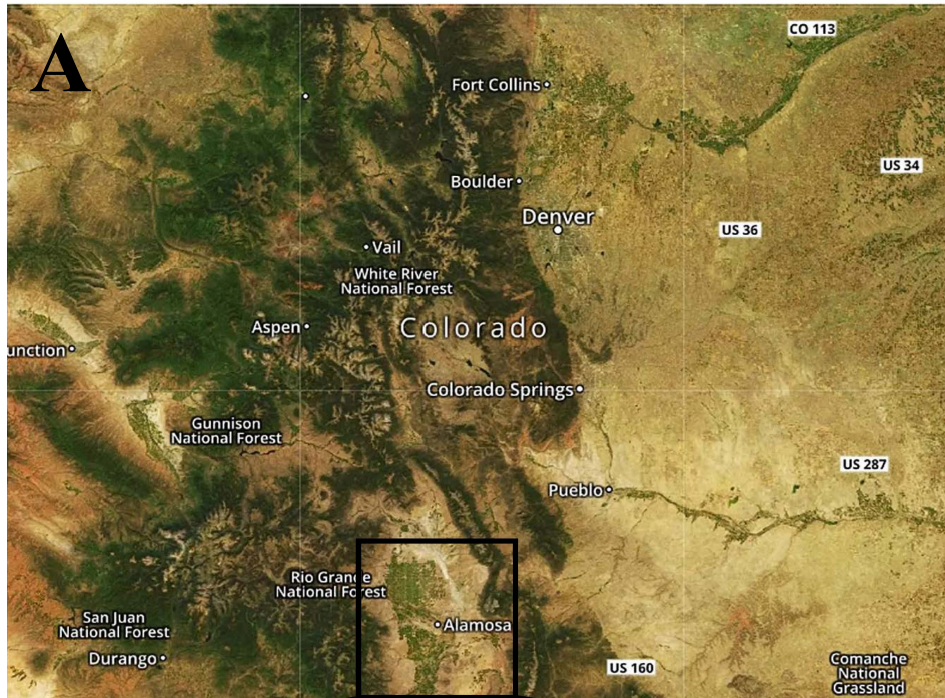 A
CO 113
Fort Collins
US 34
Boulder
Denver
US 36
Vail
White River
National Forest
Aspen
Colorado
unction
Colorado Springs
Gunnison
National Forest
US 287
Pueblo
Rio Grande
National Forest
San Juan
National Forest
Alamosa
Durango
US 160
Comanche
National
Grassland